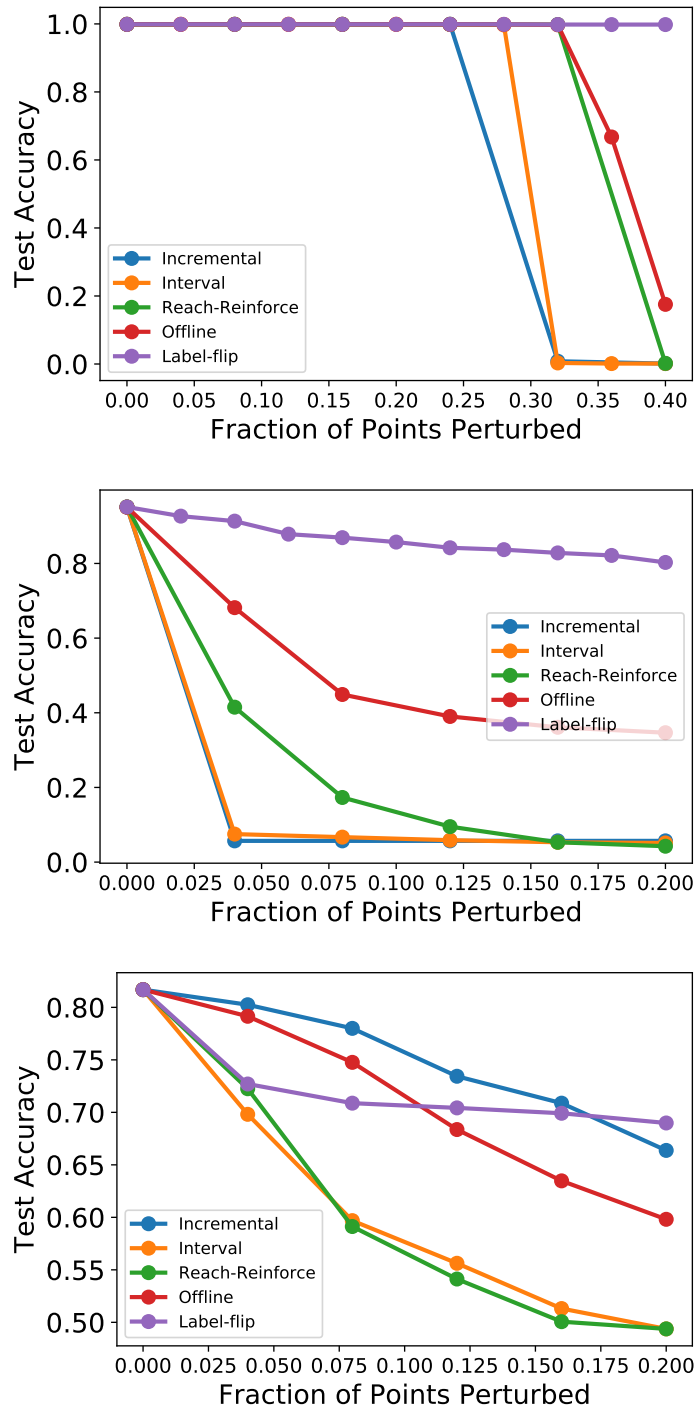 1.0
0.8
0.6
0.4
0.2
0.0
Test Accuracy
Incremental
Interval
Reach-Reinforce
Offline
Label-flip
0.00 0.05 0.10 0.15 0.20 0.25 0.30 0.35 0.40
Fraction of Points Perturbed
0.8
0.6
0.4
0.2
0.0
Test Accuracy
Incremental
Interval
Reach-Reinforce
Offline
Label-flip
0.000 0.025 0.050 0.075 0.100 0.125 0.150 0.175 0.200
Fraction of Points Perturbed
0.80
0.75
0.70
0.65
0.60
0.55
0.50
Test Accuracy
Incremental
Interval
Reach-Reinforce
Offline
Label-flip
0.000 0.025 0.050 0.075 0.100 0.125 0.150 0.175 0.200
Fraction of Points Perturbed